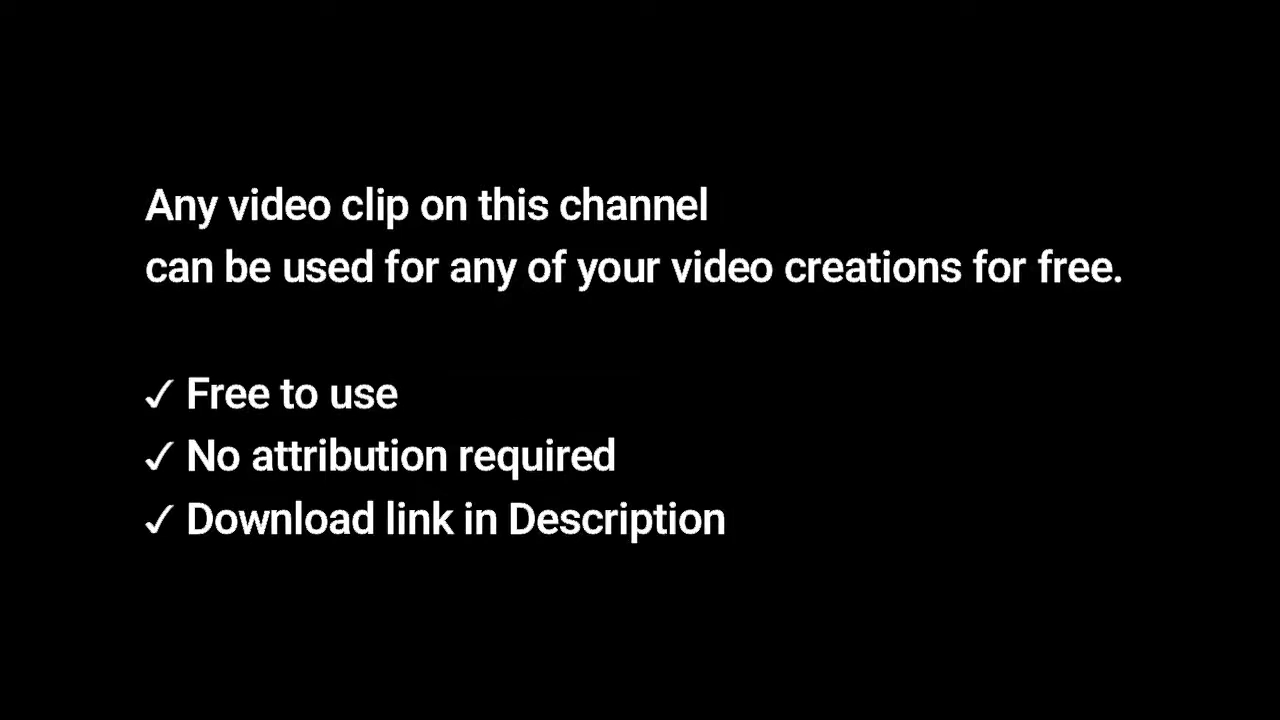 Any video clip on this channel
can be used for any of your video creations for free.
✓ Free to use
✓ No attribution required
✓ Download link in Description